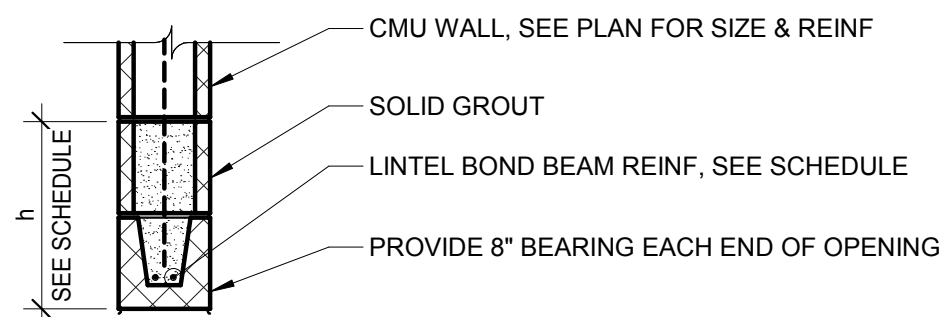 CMU WALL, SEE PLAN FOR SIZE & REINF
SOLID GROUT
LINTEL BOND BEAM REINF, SEE SCHEDULE
PROVIDE 8" BEARING EACH END OF OPENING
h
SEE SCHEDULE